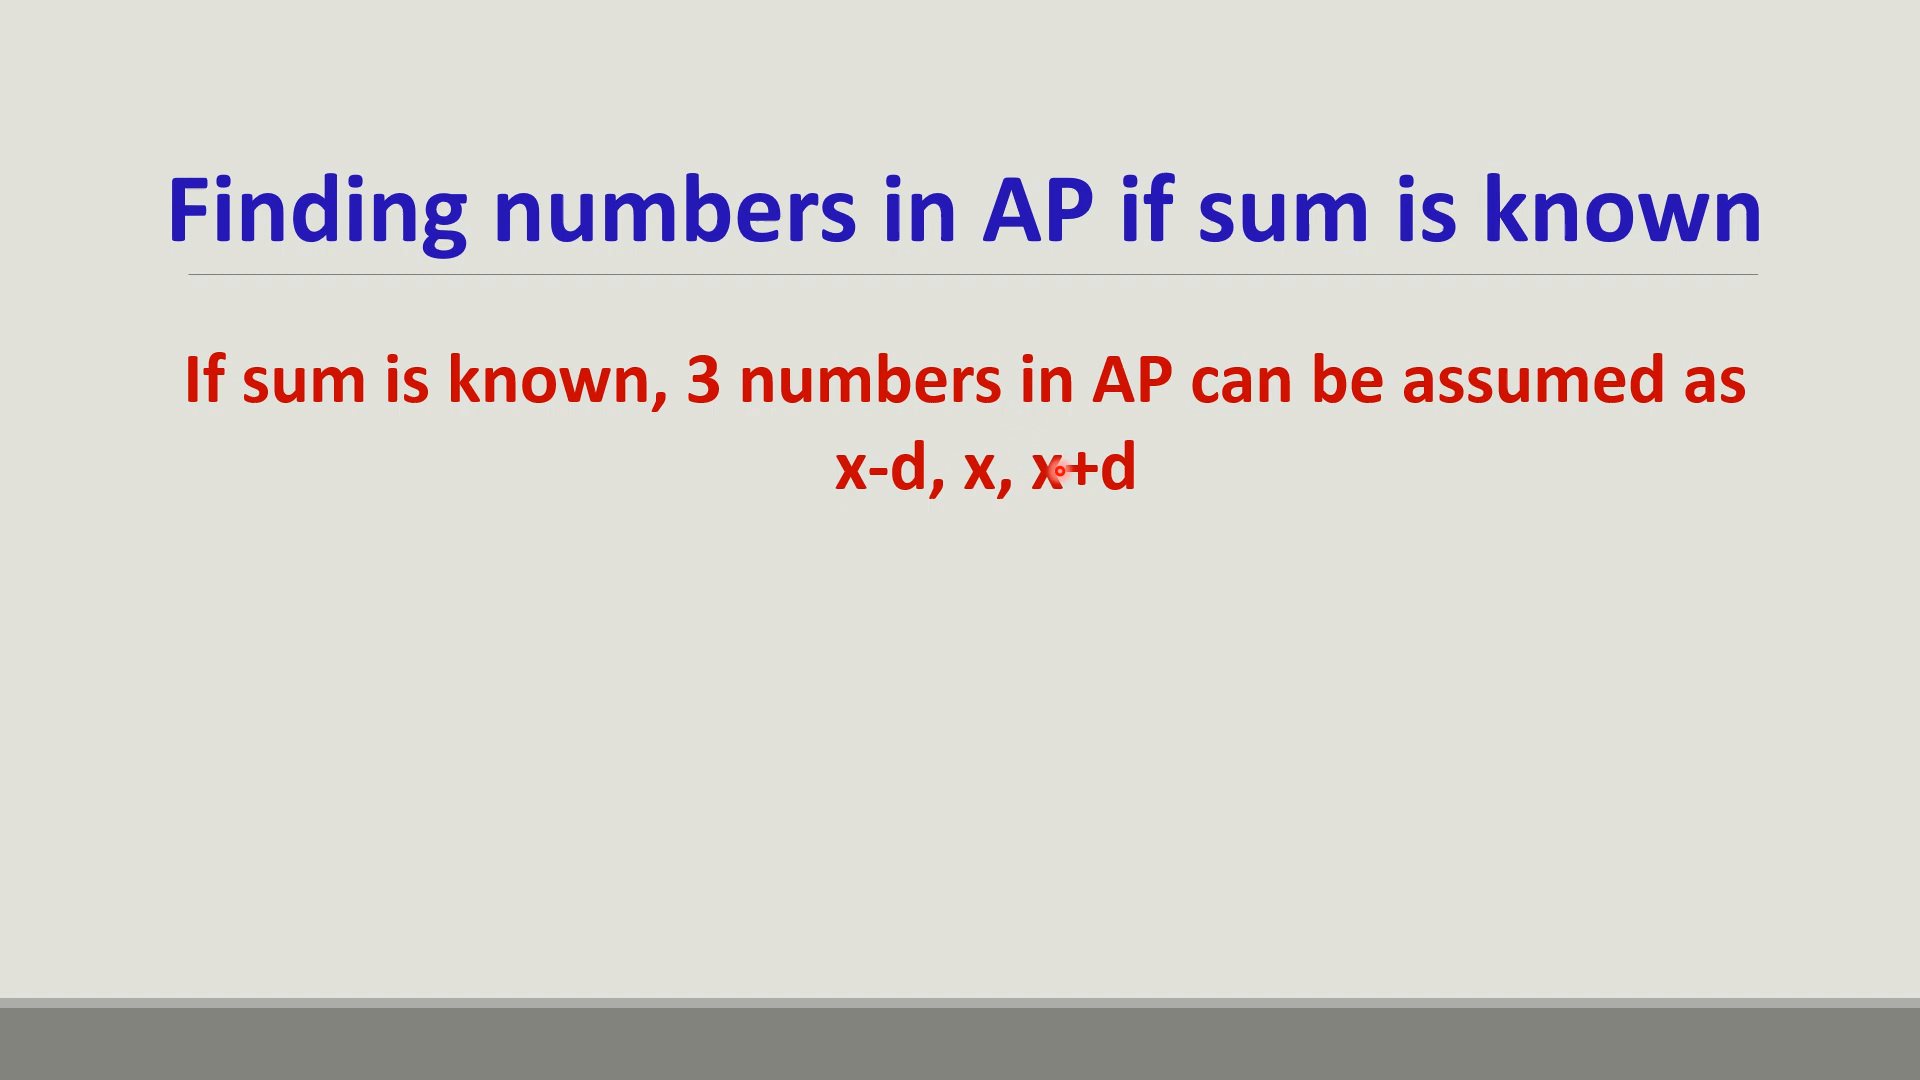 Finding numbers in AP if sum is known
If sum is known, 3 numbers in AP can be assumed as
x-d, x, x+d